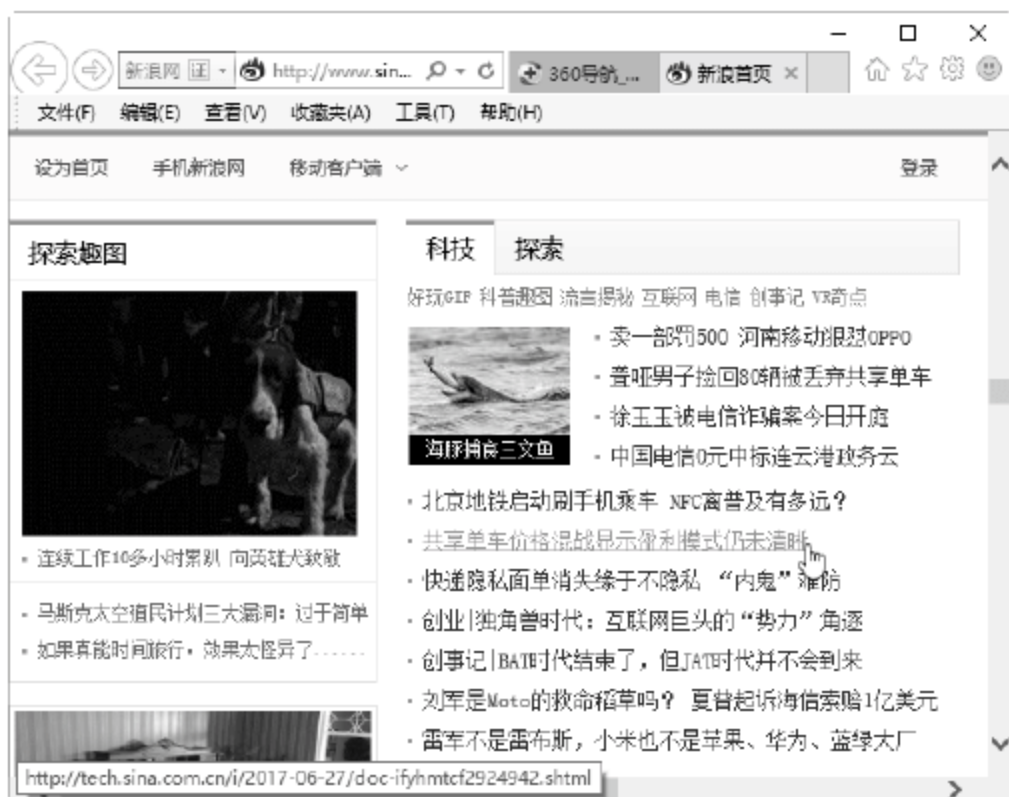 新浪网 证 http://www.sin... 360导航_... 新浪首页
文件(F) 编辑(E) 查看(V) 收藏夹(A) 工具(T) 帮助(H)
设为首页 手机新浪网 移动客户端 登录
探索趣图
连续工作10多小时累趴 向英雄犬致敬
马斯克太空殖民计划三大漏洞：过于简单
如果真能时间旅行，效果太怪异了......
科技 探索
好玩GIF 科普趣图 流言揭秘 互联网 电信 创事记 VR奇点
海豚捕食三文鱼
卖一部罚500 河南移动狠怼OPPO
聋哑男子捡回80辆被丢弃共享单车
徐玉玉被电信诈骗案今日开庭
中国电信0元中标连云港政务云
北京地铁启动刷手机乘车 NFC离普及有多远？
共享单车价格混战显示盈利模式仍未清晰
快递隐私面单消失缘于不隐私 “内鬼”难防
创业|独角兽时代：互联网巨头的“势力”角逐
创事记|BAT时代结束了，但JAT时代并不会到来
刘军是Moto的救命稻草吗？ 夏普起诉海信索赔1亿美元
雷军不是雷布斯，小米也不是苹果、华为、蓝绿大厂
http://tech.sina.com.cn/i/2017-06-27/doc-ifyhmtcf2924942.shtml